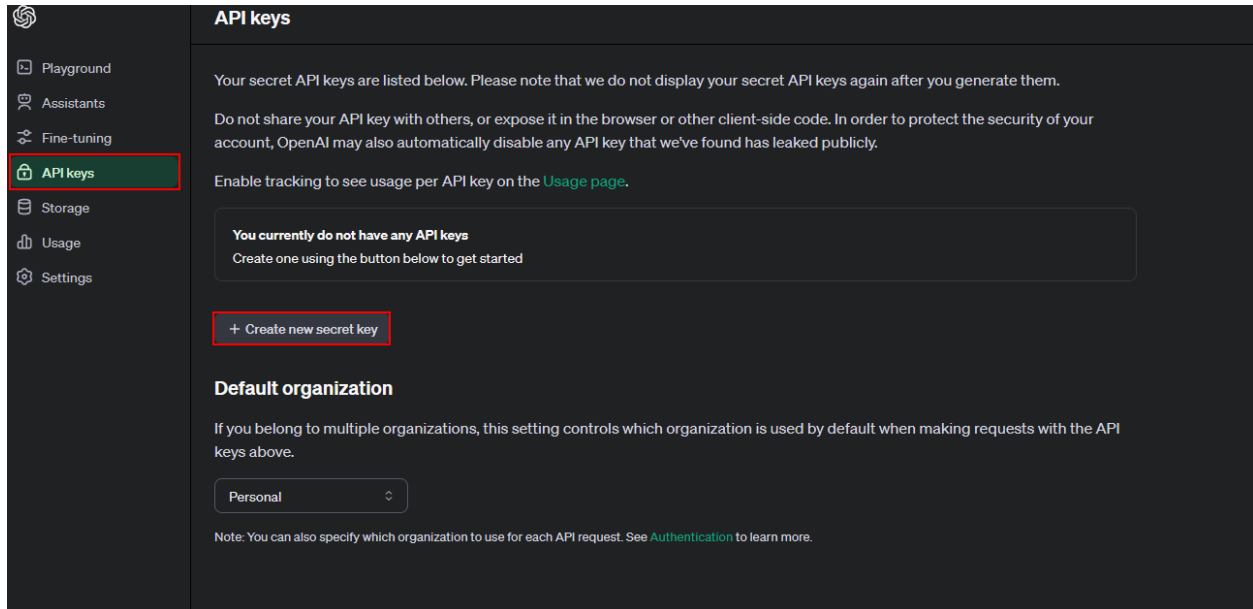 API keys
Playground
Assistants
Fine-tuning
API keys
Storage
Usage
Settings
Your secret API keys are listed below. Please note that we do not display your secret API keys again after you generate them.
Do not share your API key with others, or expose it in the browser or other client-side code. In order to protect the security of your
account, OpenAI may also automatically disable any API key that we've found has leaked publicly.
Enable tracking to see usage per API key on the Usage page.
You currently do not have any API keys
Create one using the button below to get started
+ Create new secret key
Default organization
If you belong to multiple organizations, this setting controls which organization is used by default when making requests with the API
keys above.
Personal
Note: You can also specify which organization to use for each API request. See Authentication to learn more.